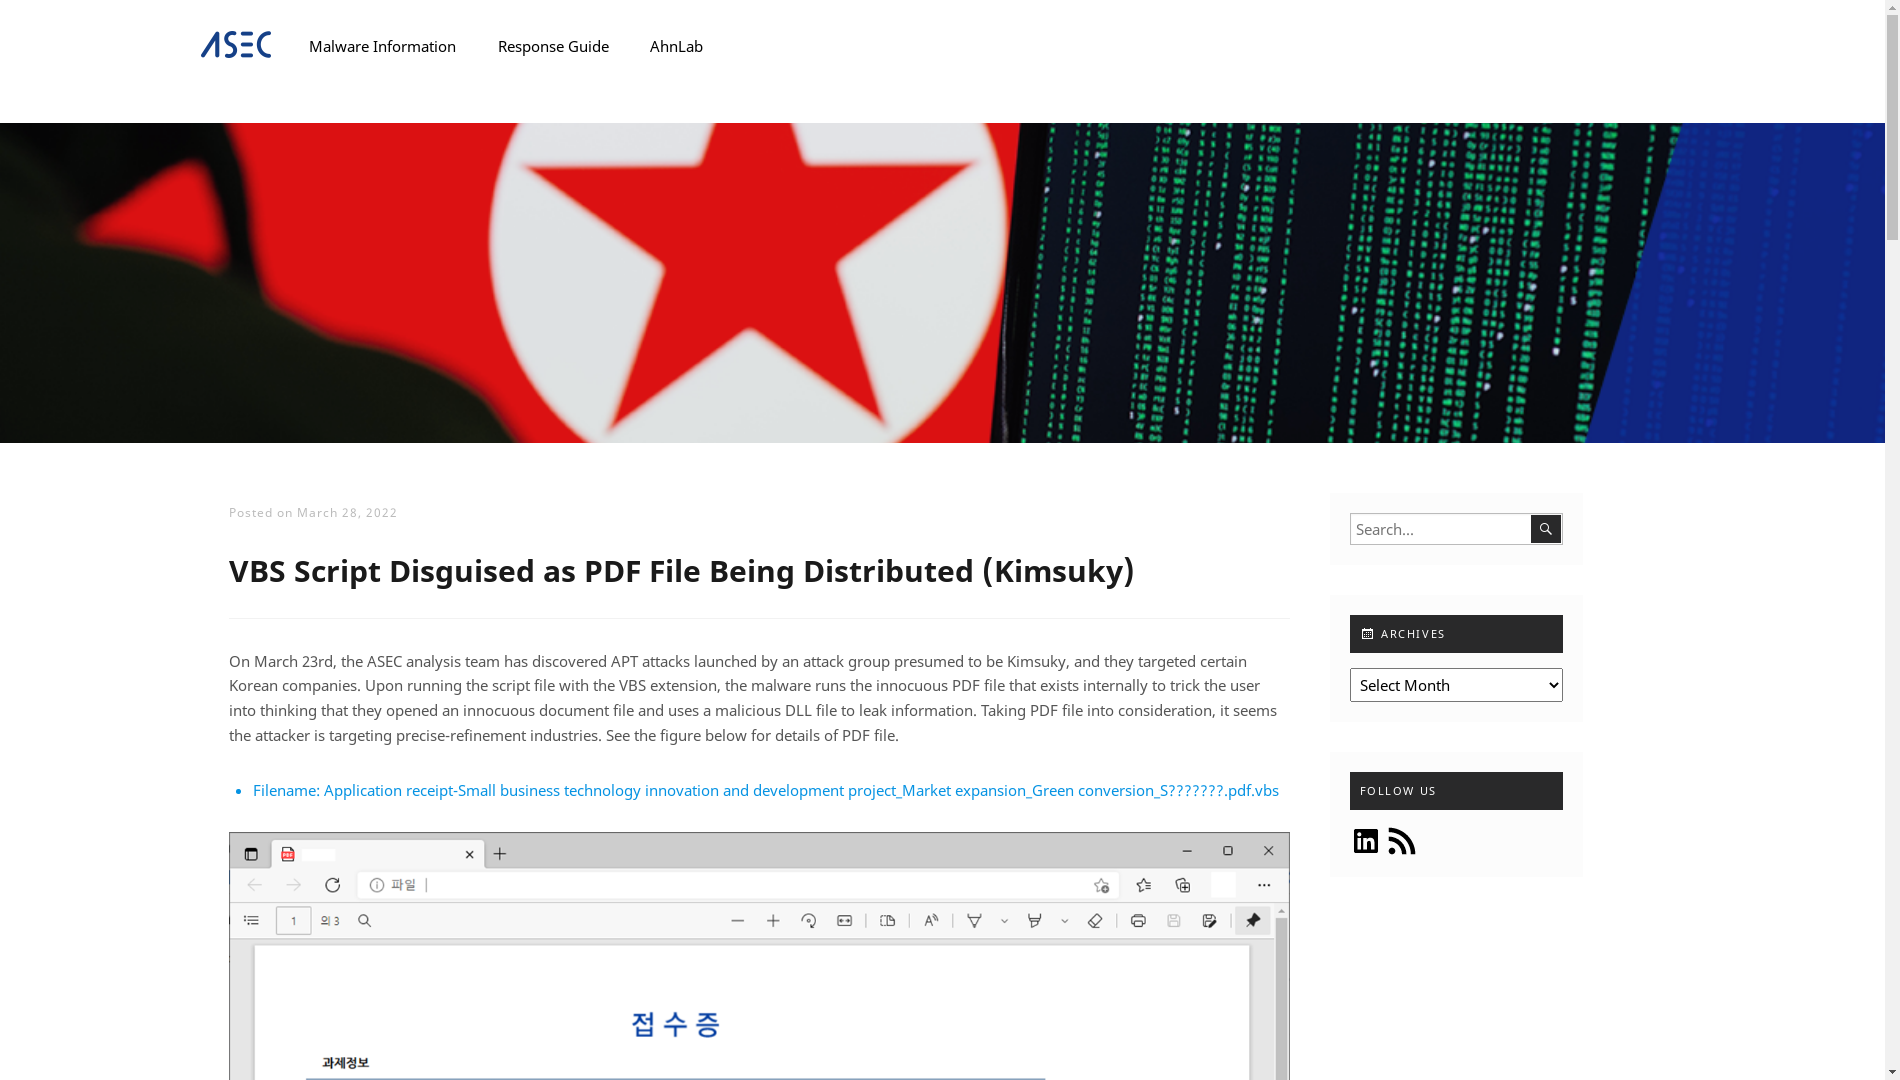 ASEC Malware Information Response Guide AhnLab
Posted on March 28, 2022
VBS Script Disguised as PDF File Being Distributed (Kimsuky)
On March 23rd, the ASEC analysis team has discovered APT attacks launched by an attack group presumed to be Kimsuky, and they targeted certain
Korean companies. Upon running the script file with the VBS extension, the malware runs the innocuous PDF file that exists internally to trick the user
into thinking that they opened an innocuous document file and uses a malicious DLL file to leak information. Taking PDF file into consideration, it seems
the attacker is targeting precise-refinement industries. See the figure below for details of PDF file.
Filename: Application receipt-Small business technology innovation and development project_Market expansion_Green conversion_S???????.pdf.vbs
파일
1 의 3
접 수 증
과제정보
Search...
ARCHIVES
Select Month
FOLLOW US